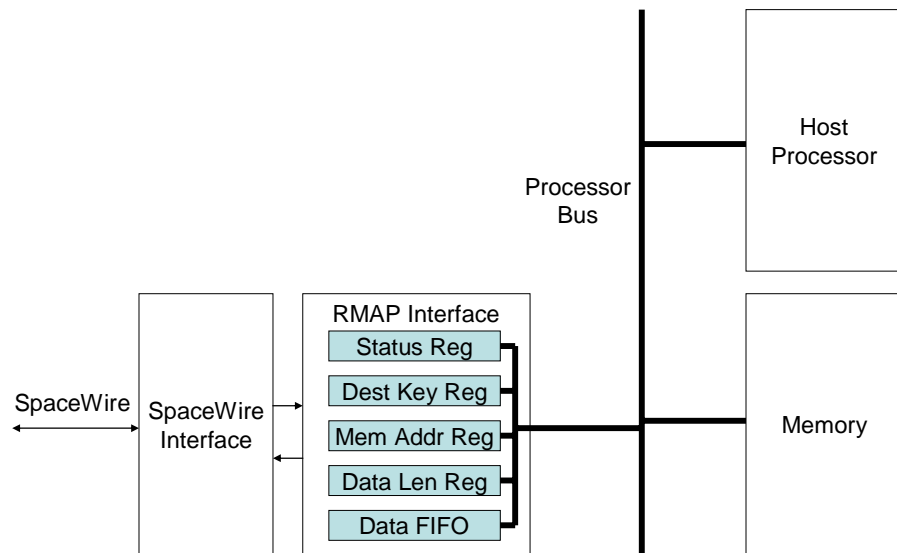 Host
Processor
Processor
Bus
RMAP Interface
Status Reg
Dest Key Reg
Mem Addr Reg
Data Len Reg
Data FIFO
SpaceWire
SpaceWire
Interface
Memory